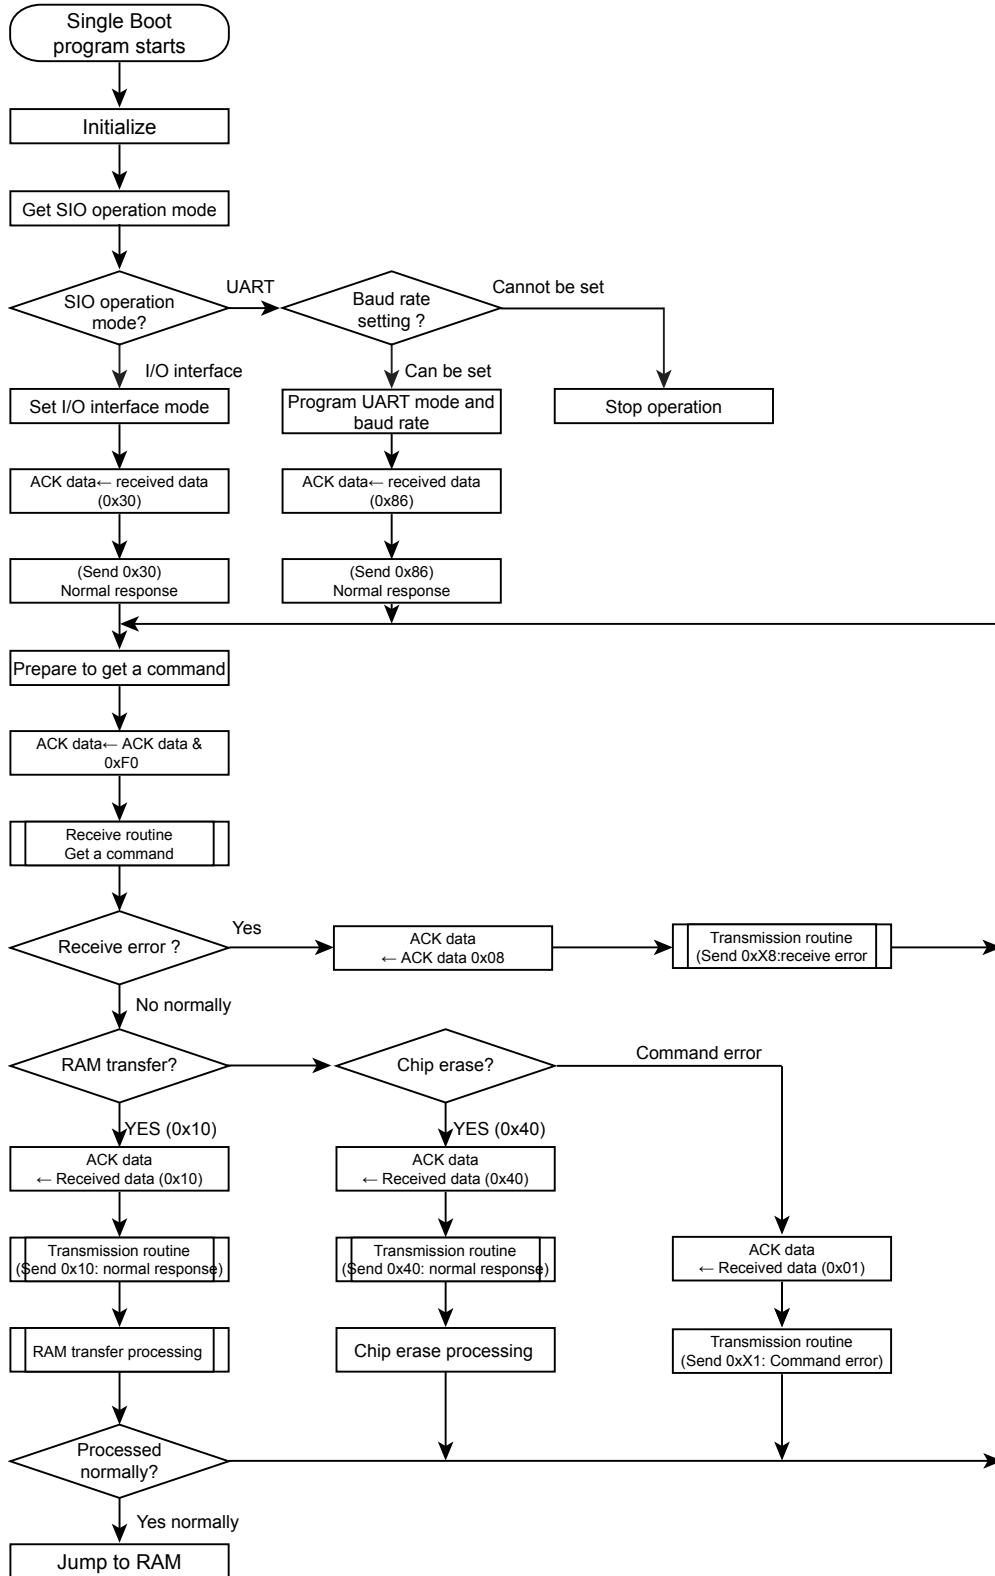 Single Boot
program starts
Initialize
Get SIO operation mode
SIO operation
mode?
UART
Baud rate
setting ?
Cannot be set
I/O interface
Can be set
Set I/O interface mode
Program UART mode and
baud rate
Stop operation
ACK data← received data
(0x30)
ACK data← received data
(0x86)
(Send 0x30)
Normal response
(Send 0x86)
Normal response
Prepare to get a command
ACK data← ACK data &
0xF0
Receive routine
Get a command
Receive error ?
Yes
ACK data
← ACK data 0x08
Transmission routine
(Send 0xX8:receive error
No normally
RAM transfer?
Chip erase?
Command error
YES (0x10)
YES (0x40)
ACK data
← Received data (0x10)
ACK data
← Received data (0x40)
Transmission routine
(Send 0x10: normal response)
Transmission routine
(Send 0x40: normal response)
ACK data
← Received data (0x01)
RAM transfer processing
Chip erase processing
Transmission routine
(Send 0xX1: Command error)
Processed
normally?
Yes normally
Jump to RAM